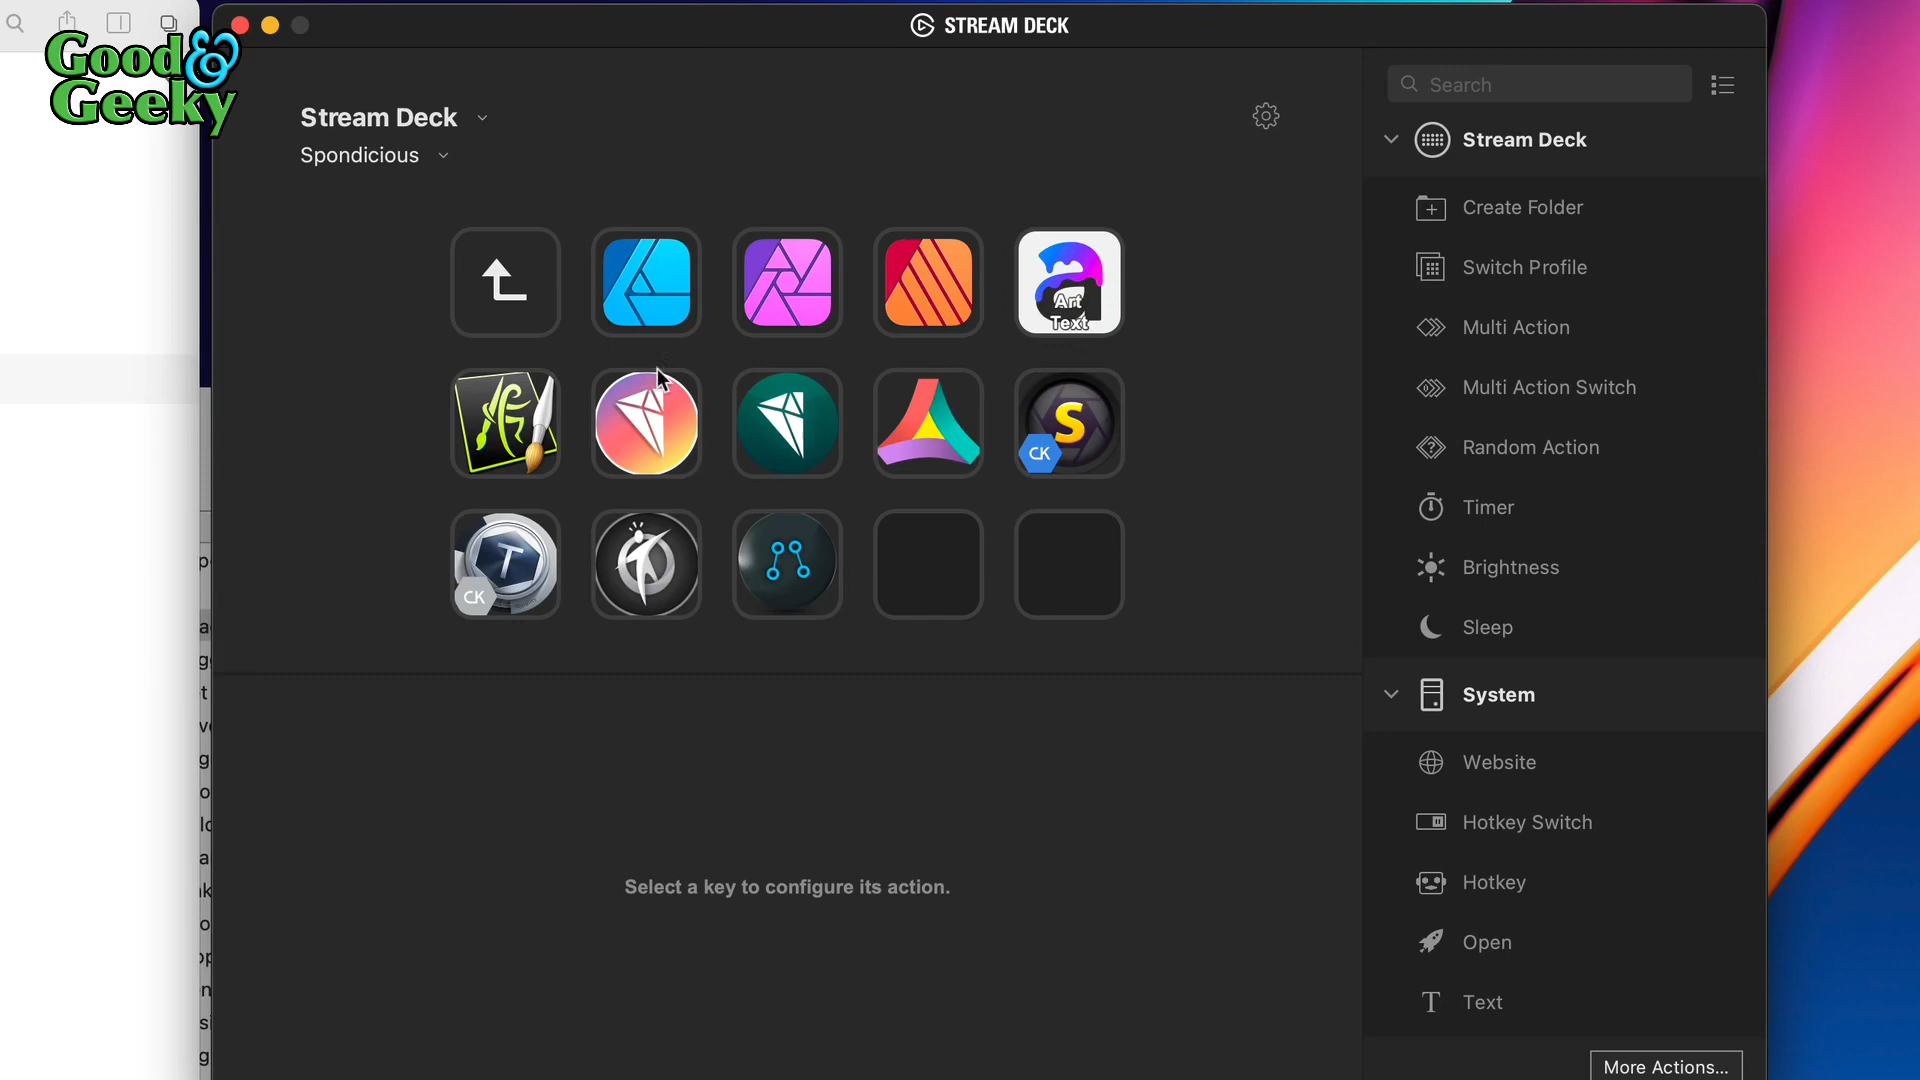 Good&
Geeky
STREAM DECK
Stream Deck
Spondicious
Search
Stream Deck
Create Folder
Switch Profile
Multi Action
Multi Action Switch
Random Action
Timer
Brightness
Sleep
System
Website
Hotkey Switch
Hotkey
Open
Text
More Actions...
Art
Text
S
CK
T
CK
Select a key to configure its action.